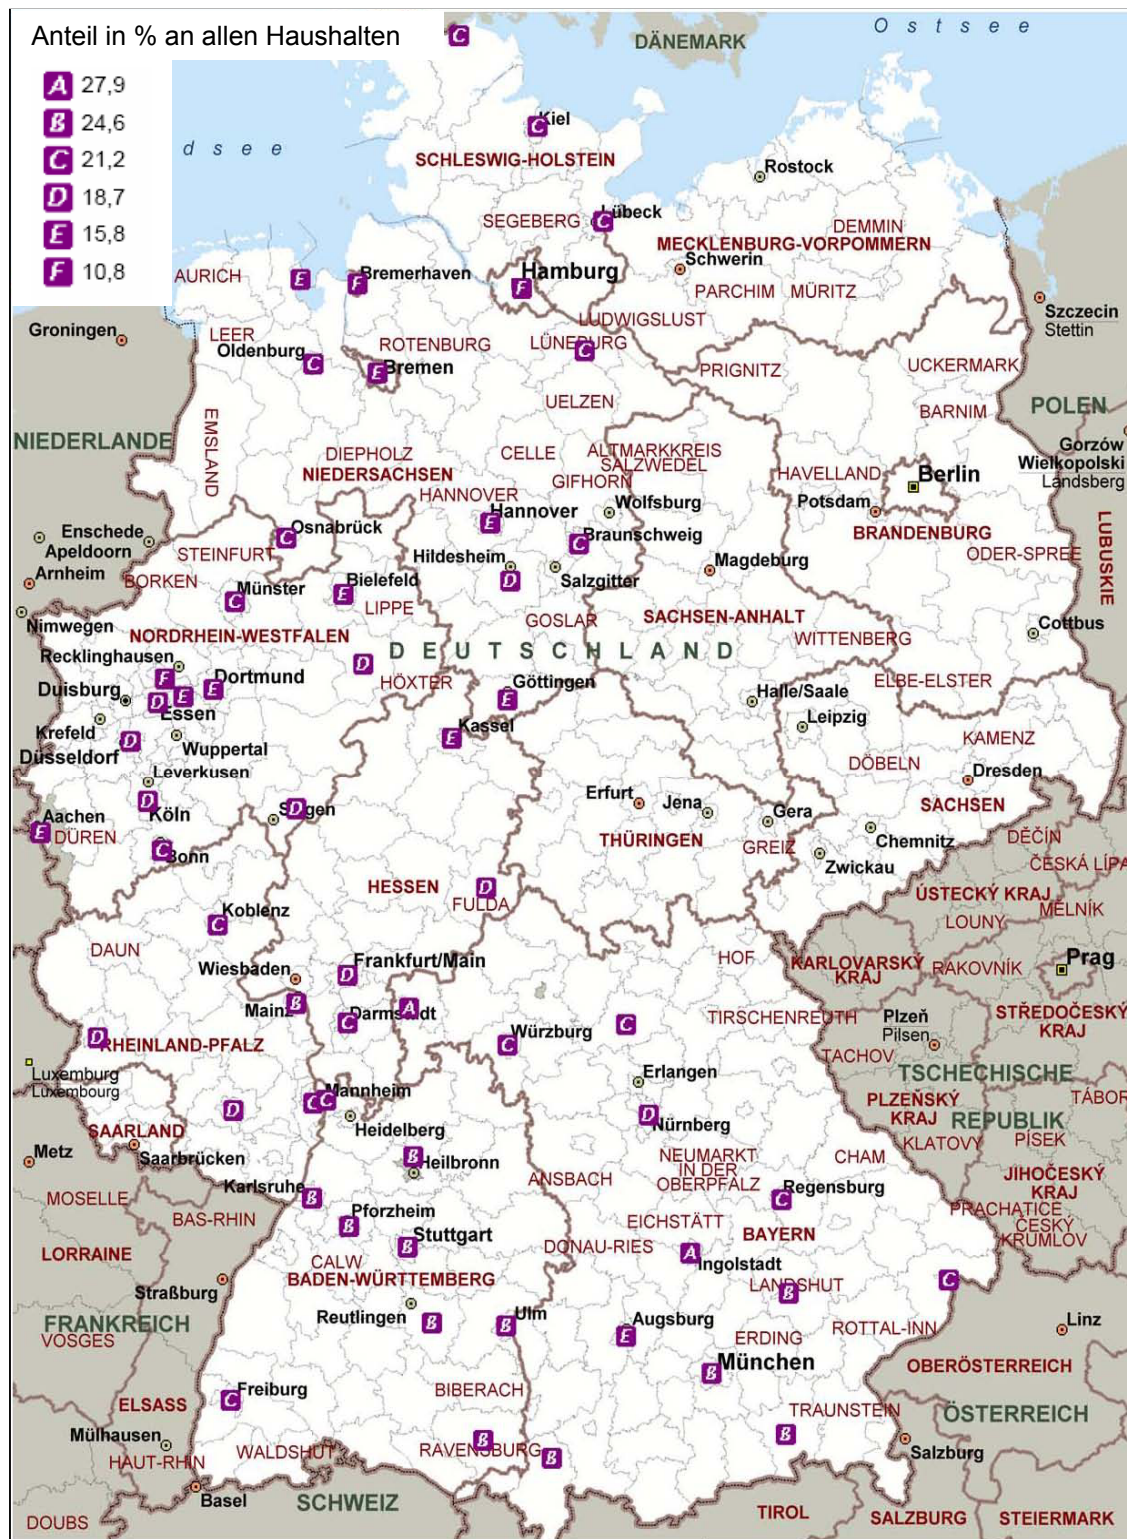 Anteil in % an allen Haushalten
A 27,9
B 24,6
C 21,2
D 18,7
E 15,8
F 10,8
Ostsee
DÄNEMARK
C
C
Kiel
dsee
SCHLESWIG-HOLSTEIN
Rostock
SEGEBERG
C
Lübeck
DEMMIN
MECKLENBURG-VORPOMMERN
Schwerin
AURICH
E
F
Bremerhaven
Hamburg
F
PARCHIM
MÜRITZ
Szczecin
Stettin
Groningen
LEER
LUDWIGSLUST
Oldenburg
C
ROTENBURG
LÜNEBURG
C
E
Bremen
PRIGNITZ
UCKERMARK
UELZEN
BARNIM
POLEN
NIEDERLANDE
EMSLAND
DIEPHOLZ
NIEDERSACHSEN
CELLE
ALTMARKKREIS
SALZWEDEL
GIFHORN
HAVELLAND
Berlin
Gorzów
Wielkopolski
Landsberg
HANNOVER
Hannover
E
Wolfsburg
Potsdam
BRANDENBURG
LUBUSKIE
Enschede
Apeldoorn
Osnabrück
C
STEINFURT
Braunschweig
C
Hildesheim
D
Salzgitter
Magdeburg
ODER-SPREE
Arnheim
BORKEN
Münster
C
Bielefeld
E
LIPPE
GOSLAR
SACHSEN-ANHALT
WITTENBERG
Cottbus
Nimwegen
NORDRHEIN-WESTFALEN
DEUTSCHLAND
Recklinghausen
F
D
HÖXTER
Göttingen
D
ELBE-ELSTER
Duisburg
D
E
Essen
E
Dortmund
Halle/Saale
Leipzig
Krefeld
Düsseldorf
D
Wuppertal
Kassel
E
KAMENZ
Leverkusen
DÖBELN
Dresden
D
Köln
D
Siegen
Erfurt
Jena
Gera
SACHSEN
Aachen
E
DÜREN
C
Bonn
THÜRINGEN
GREIZ
Chemnitz
Zwickau
DĚČÍN
ČESKÁ LÍPA
HESSEN
D
FULDA
ÚSTECKÝ KRAJ
MĚLNÍK
LOUNY
Koblenz
C
DAUN
Wiesbaden
Frankfurt/Main
D
HOF
KARLOVARSKÝ
KRAJ
RAKOVNÍK
Prag
Mainz
B
C
Darmstadt
A
Würzburg
C
C
TIRSCHENREUTH
Plzeň
Pilsen
STŘEDOČESKÝ
KRAJ
D
RHEINLAND-PFALZ
TACHOV
Luxemburg
Luxembourg
Erlangen
TSCHECHISCHE
REPUBLIK
D
C
C
Mannheim
Heidelberg
D
Nürnberg
PLZEŇSKÝ
KRAJ
TÁBOR
SAARLAND
Saarbrücken
Metz
B
Heilbronn
NEUMARKT
IN DER
OBERPFALZ
CHAM
KLATOVY
PÍSEK
ANSBACH
JIHOČESKÝ
KRAJ
MOSELLE
Karlsruhe
B
BAS-RHIN
Regensburg
C
PRACHATICE
ČESKÝ
KRUMLOV
Pforzheim
B
Stuttgart
B
EICHSTÄTT
BAYERN
LORRAINE
DONAU-RIES
A
Ingolstadt
CALW
BADEN-WÜRTTEMBERG
Straßburg
LANDSHUT
B
C
Reutlingen
B
Ulm
B
Augsburg
E
ERDING
ROTTAL-INN
Linz
FRANKREICH
VOSGES
B
München
OBERÖSTERREICH
Freiburg
C
BIBERACH
ELSASS
TRAUNSTEIN
ÖSTERREICH
Mülhausen
HAUT-RHIN
WALDSHUT
B
RAVENSBURG
B
B
Salzburg
Basel
SCHWEIZ
TIROL
SALZBURG
STEIERMARK
DOUBS